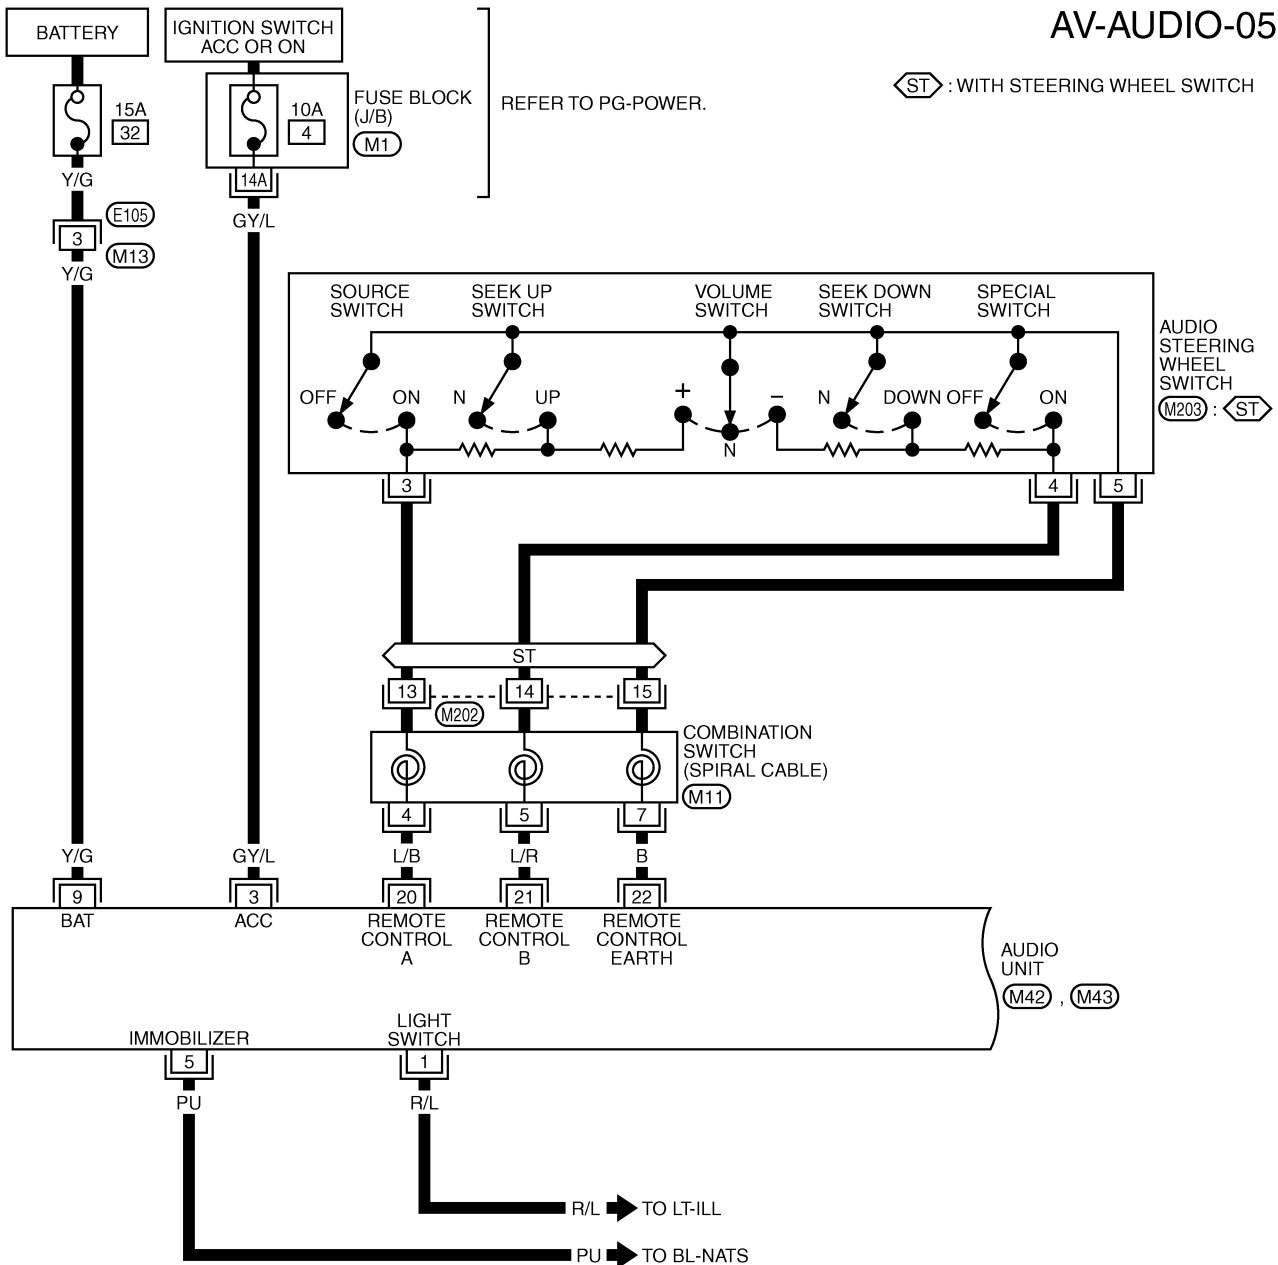 AV-AUDIO-05
BATTERY
IGNITION SWITCH
ACC OR ON
ST : WITH STEERING WHEEL SWITCH
15A
32
10A
4
FUSE BLOCK
(J/B)
M1
REFER TO PG-POWER.
14A
Y/G
GY/L
E105
3
M13
Y/G
SOURCE
SWITCH
SEEK UP
SWITCH
VOLUME
SWITCH
SEEK DOWN
SWITCH
SPECIAL
SWITCH
OFF ON N UP + − N DOWN OFF ON
N
AUDIO
STEERING
WHEEL
SWITCH
M203 : ST
3 4 5
ST
13 14 15
M202
COMBINATION
SWITCH
(SPIRAL CABLE)
M11
4 5 7
Y/G GY/L L/B L/R B
9 3 20 21 22
BAT
ACC
REMOTE
CONTROL
A
REMOTE
CONTROL
B
REMOTE
CONTROL
EARTH
AUDIO
UNIT
M42 , M43
IMMOBILIZER
LIGHT
SWITCH
5 1
PU R/L
R/L TO LT-ILL
PU TO BL-NATS